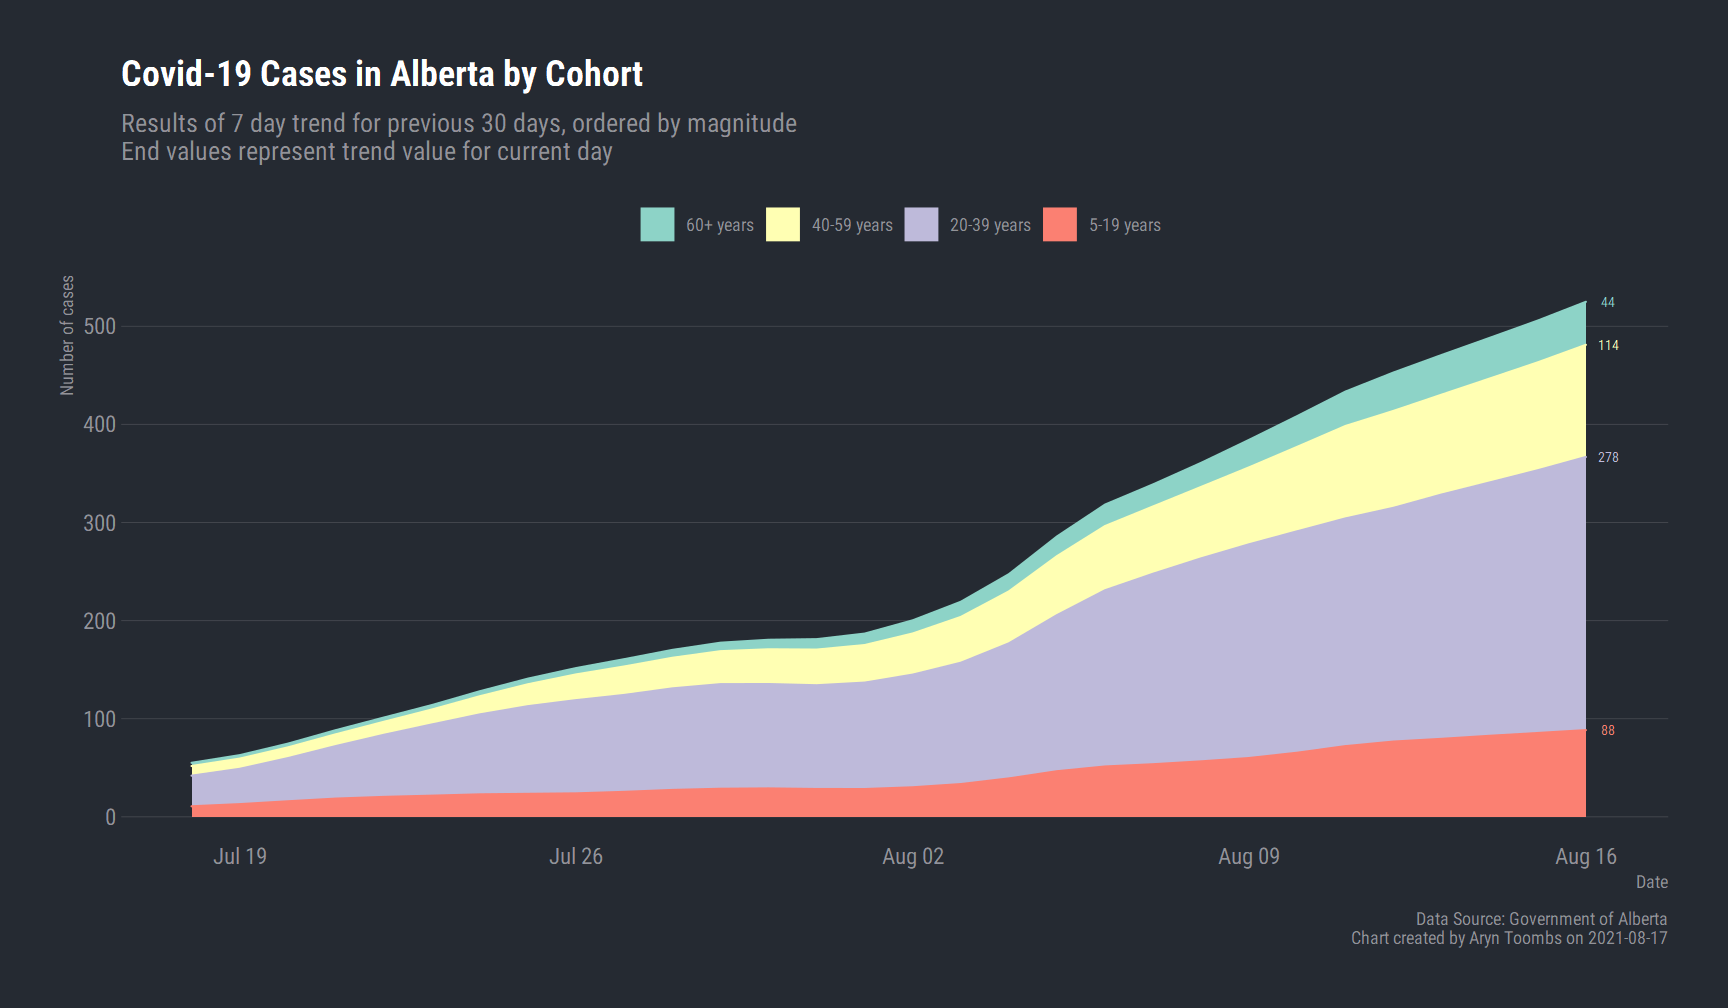 Covid-19 Cases in Alberta by Cohort
Results of 7 day trend for previous 30 days, ordered by magnitude
End values represent trend value for current day
60+ years 40-59 years 20-39 years 5-19 years
Number of cases
500
400
300
200
100
0
44
114
278
88
Jul 19 Jul 26 Aug 02 Aug 09 Aug 16
Date
Data Source: Government of Alberta
Chart created by Aryn Toombs on 2021-08-17